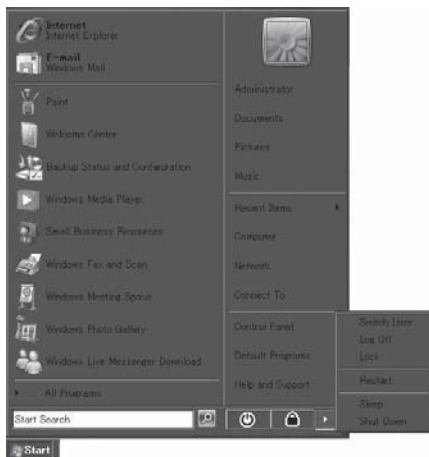 Internet
Internet Explorer
E-mail
Windows Mail
Paint
Welcome Center
Backup Status and Configuration
Windows Media Player
Small Business Resources
Windows Fax and Scan
Windows Meeting Space
Windows Photo Gallery
Windows Live Messenger Download
All Programs
Start Search
Start
Administrator
Documents
Pictures
Music
Recent Items
Computer
Network
Connect To
Control Panel
Default Programs
Help and Support
Switch User
Log Off
Lock
Restart
Sleep
Shut Down